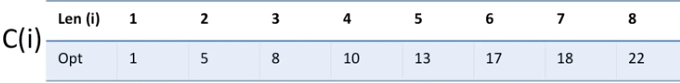 C(i)
Len (i) 1 2 3 4 5 6 7 8
Opt 1 5 8 10 13 17 18 22